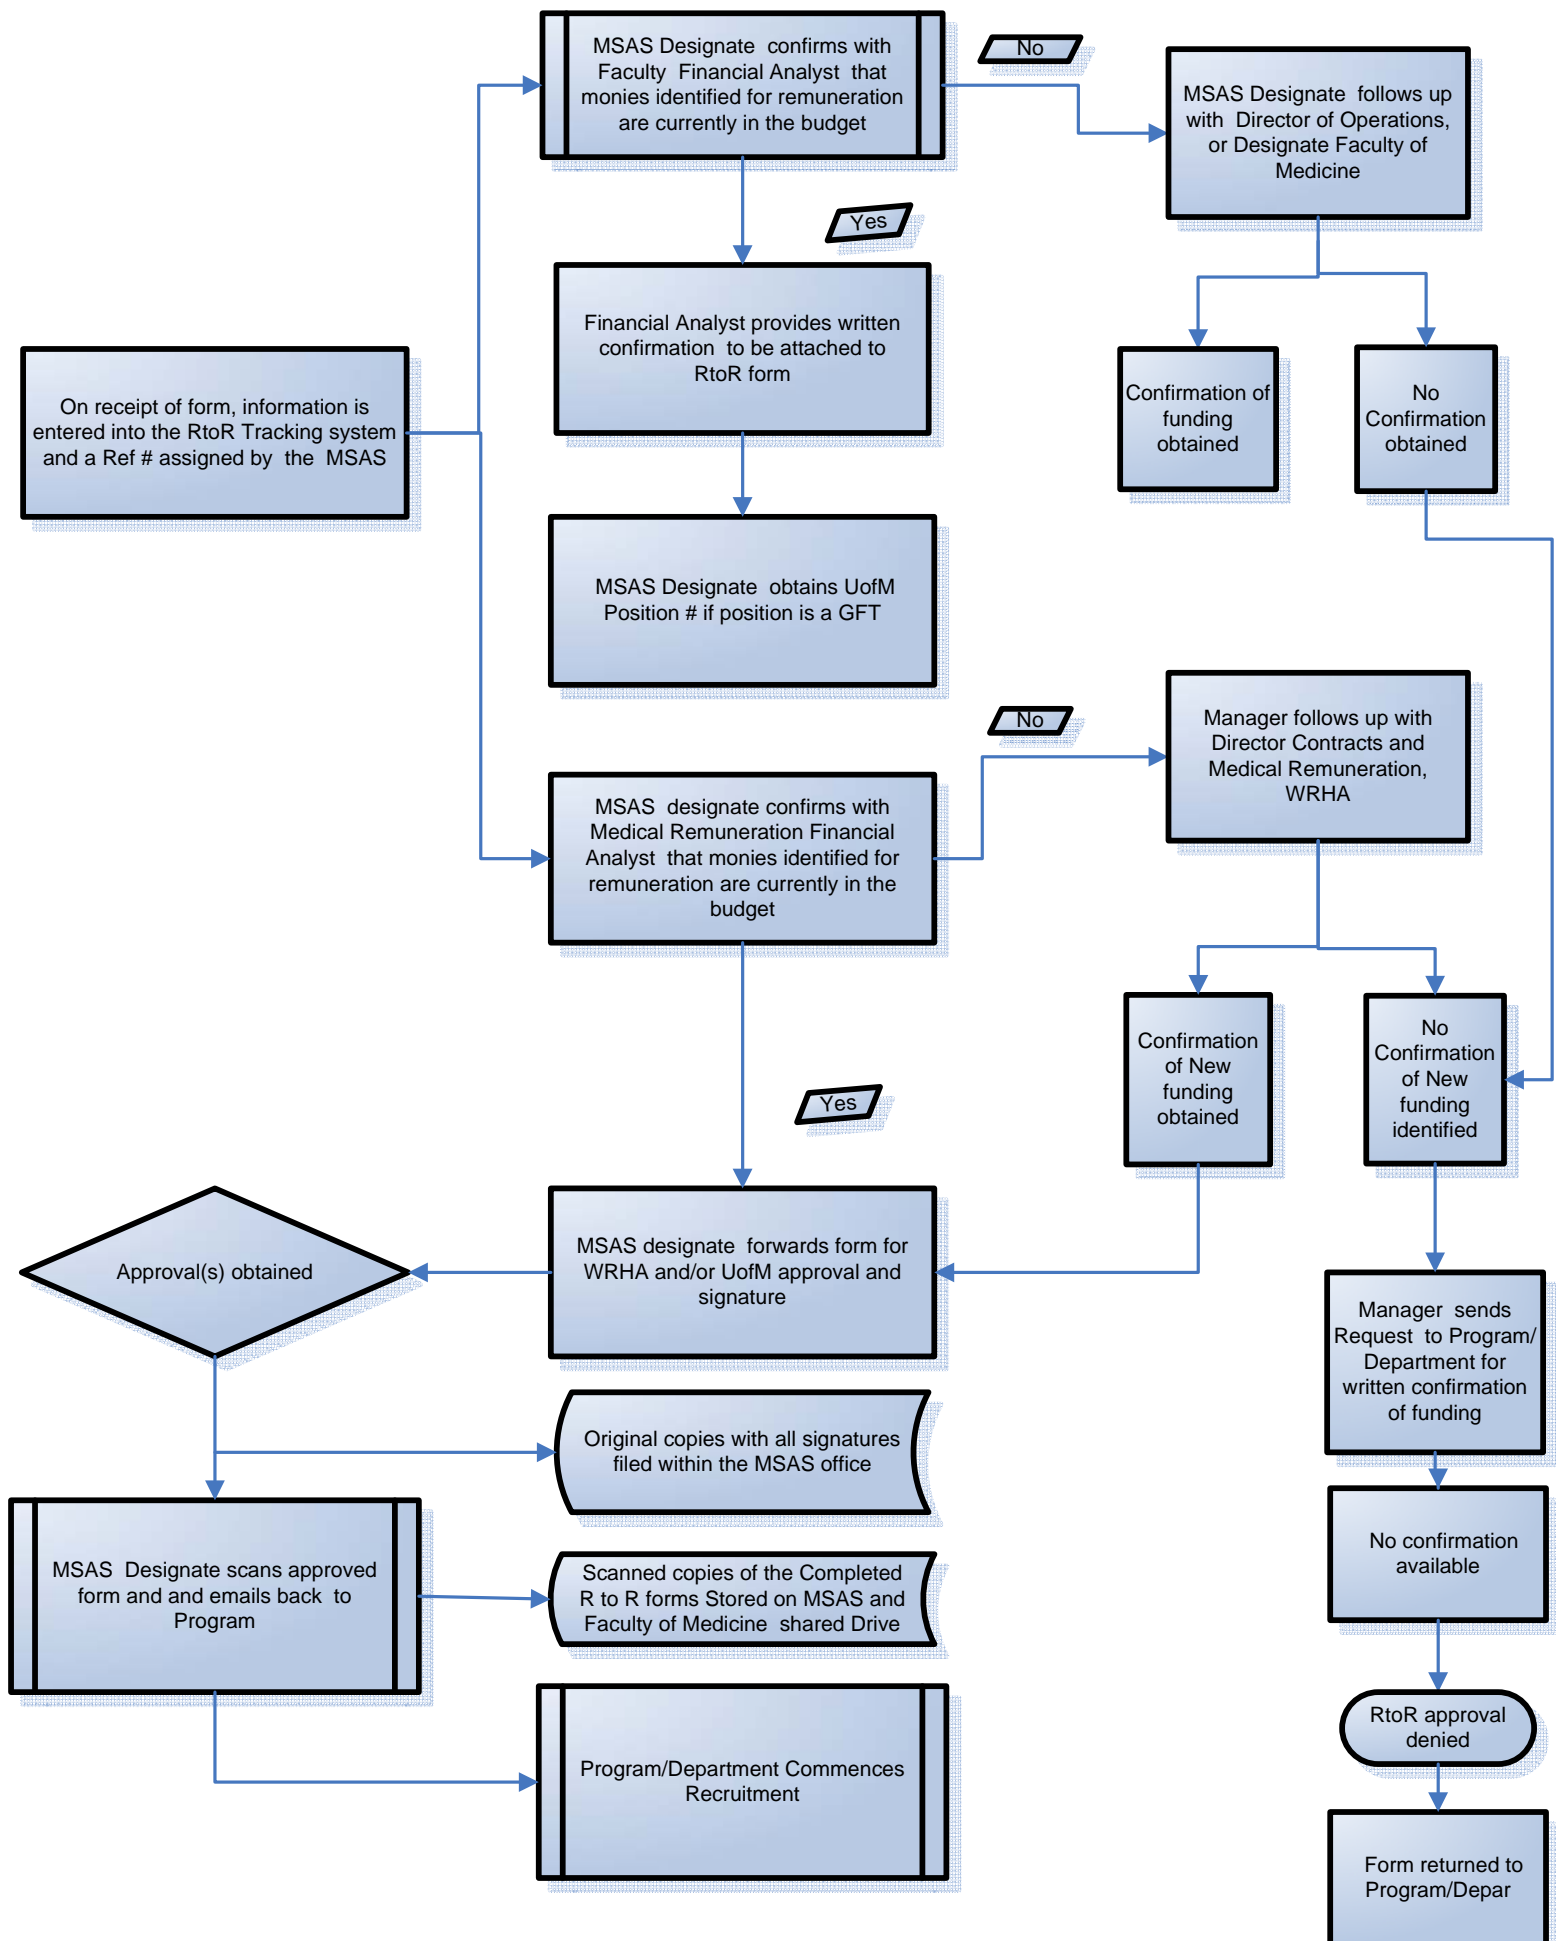 MSAS Designate confirms with
Faculty Financial Analyst that
monies identified for remuneration
are currently in the budget
No
MSAS Designate follows up
with Director of Operations,
or Designate Faculty of
Medicine
Yes
Financial Analyst provides written
confirmation to be attached to
RtoR form
On receipt of form, information is
entered into the RtoR Tracking system
and a Ref # assigned by the MSAS
Confirmation of
funding
obtained
No
Confirmation
obtained
MSAS Designate obtains UofM
Position # if position is a GFT
No
Manager follows up with
Director Contracts and
Medical Remuneration,
WRHA
MSAS designate confirms with
Medical Remuneration Financial
Analyst that monies identified for
remuneration are currently in the
budget
Confirmation
of New
funding
obtained
No
Confirmation
of New
funding
identified
Yes
Approval(s) obtained
MSAS designate forwards form for
WRHA and/or UofM approval and
signature
Manager sends
Request to Program/
Department for
written confirmation
of funding
Original copies with all signatures
filed within the MSAS office
No confirmation
available
MSAS Designate scans approved
form and and emails back to
Program
Scanned copies of the Completed
R to R forms Stored on MSAS and
Faculty of Medicine shared Drive
RtoR approval
denied
Program/Department Commences
Recruitment
Form returned to
Program/Depar